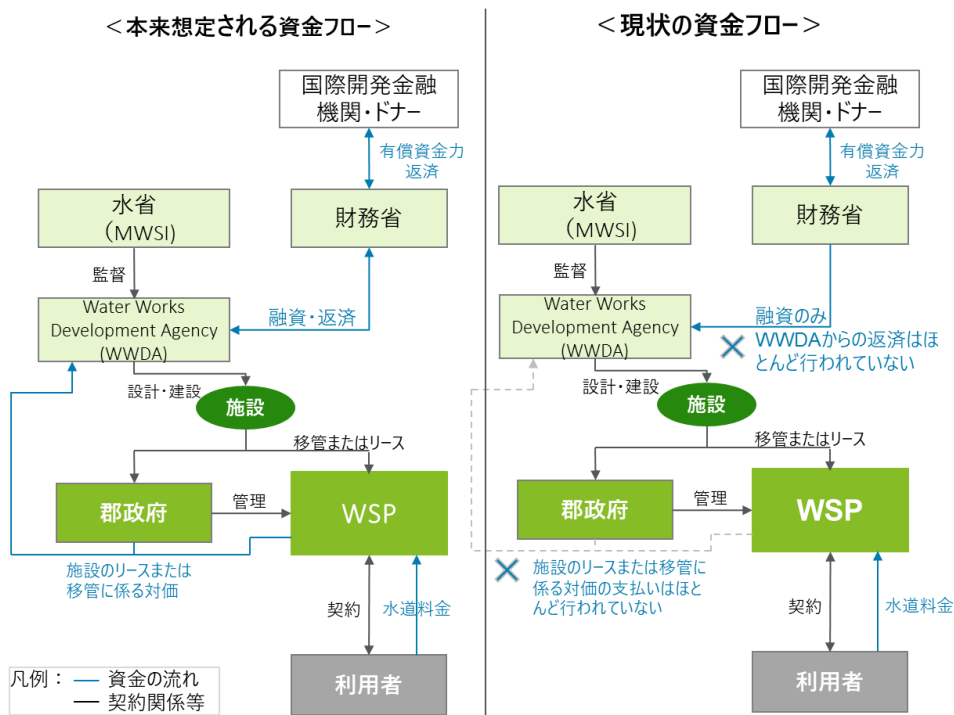 ＜本来想定される資金フロー＞
国際開発金融
機関・ドナー
有償資金力
返済
水省
（MWSI)
財務省
監督
Water Works
Development Agency
(WWDA)
融資・返済
設計・建設
施設
移管またはリース
郡政府
管理
WSP
施設のリースまたは
移管に係る対価
契約
水道料金
利用者
凡例： 資金の流れ
契約関係等
＜現状の資金フロー＞
国際開発金融
機関・ドナー
有償資金力
返済
水省
（MWSI)
財務省
監督
Water Works
Development Agency
(WWDA)
融資のみ
WWDAからの返済はほ
とんど行われていない
設計・建設
施設
移管またはリース
郡政府
管理
WSP
施設のリースまたは移管に
係る対価の支払いはほと
んど行われていない
契約
水道料金
利用者